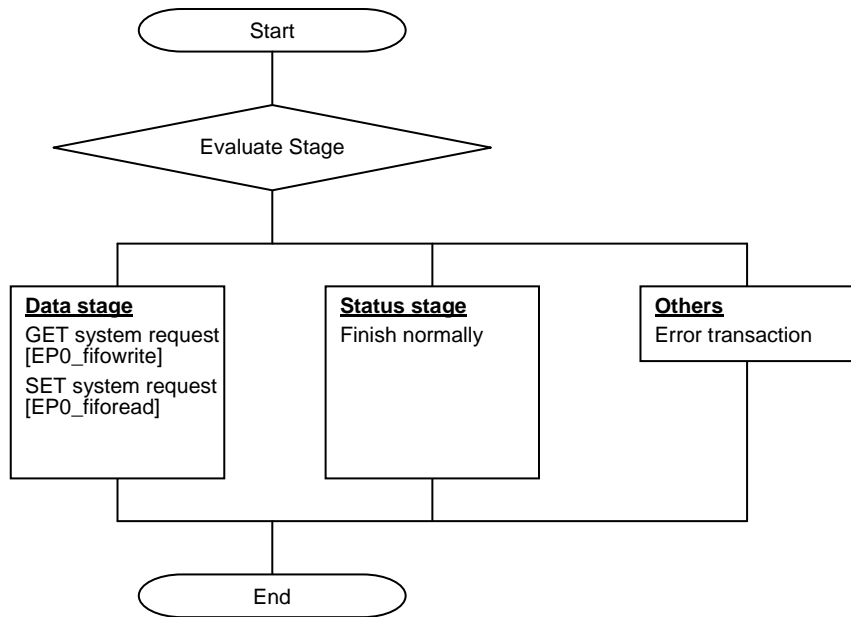 Start
Evaluate Stage
Data stage
GET system request
[EP0_fifowrite]
SET system request
[EP0_fiforead]
Status stage
Finish normally
Others
Error transaction
End